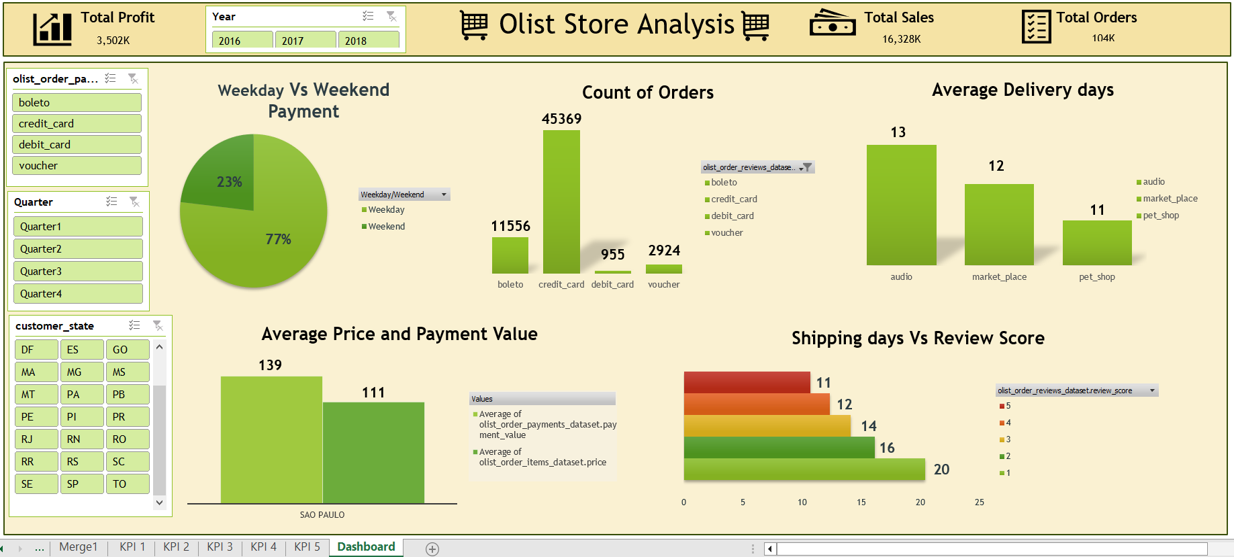 Total Profit
3,502K
Year
2016 2017 2018
Olist Store Analysis
Total Sales
16,328K
Total Orders
104K
olist_order_pa...
boleto
credit_card
debit_card
voucher
Quarter
Quarter1
Quarter2
Quarter3
Quarter4
customer_state
DF ES GO
MA MG MS
MT PA PB
PE PI PR
RJ RN RO
RR RS SC
SE SP TO
Weekday Vs Weekend
Payment
23%
77%
Weekday/Weekend
Weekday
Weekend
Count of Orders
45369
11556
955
2924
boleto credit_card debit_card voucher
olist_order_reviews_datase...
boleto
credit_card
debit_card
voucher
Average Delivery days
13
12
11
audio market_place pet_shop
audio
market_place
pet_shop
Average Price and Payment Value
139
111
SAO PAULO
Values
Average of
olist_order_payments_dataset.pay
ment_value
Average of
olist_order_items_dataset.price
Shipping days Vs Review Score
11
12
14
16
20
0 5 10 15 20 25
olist_order_reviews_dataset.review_score
5
4
3
2
1
... Merge1 KPI 1 KPI 2 KPI 3 KPI 4 KPI 5 Dashboard